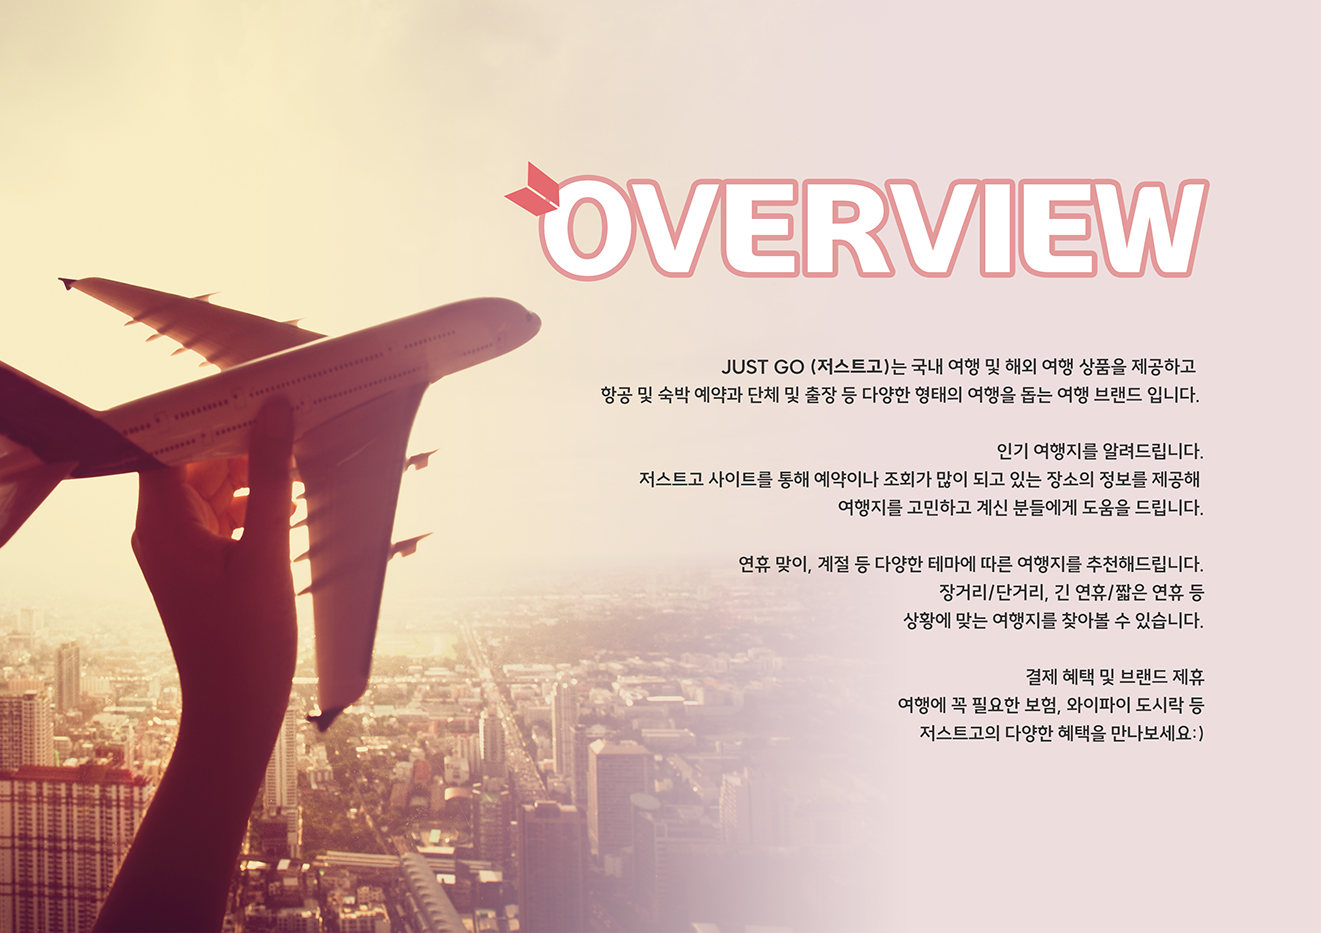 OVERVIEW
JUST GO (저스트고)는 국내 여행 및 해외 여행 상품을 제공하고
항공 및 숙박 예약과 단체 및 출장 등 다양한 형태의 여행을 돕는 여행 브랜드 입니다.
인기 여행지를 알려드립니다.
저스트고 사이트를 통해 예약이나 조회가 많이 되고 있는 장소의 정보를 제공해
여행지를 고민하고 계신 분들에게 도움을 드립니다.
연휴 맞이, 계절 등 다양한 테마에 따른 여행지를 추천해드립니다.
장거리/단거리, 긴 연휴/짧은 연휴 등
상황에 맞는 여행지를 찾아볼 수 있습니다.
결제 혜택 및 브랜드 제휴
여행에 꼭 필요한 보험, 와이파이 도시락 등
저스트고의 다양한 혜택을 만나보세요:)